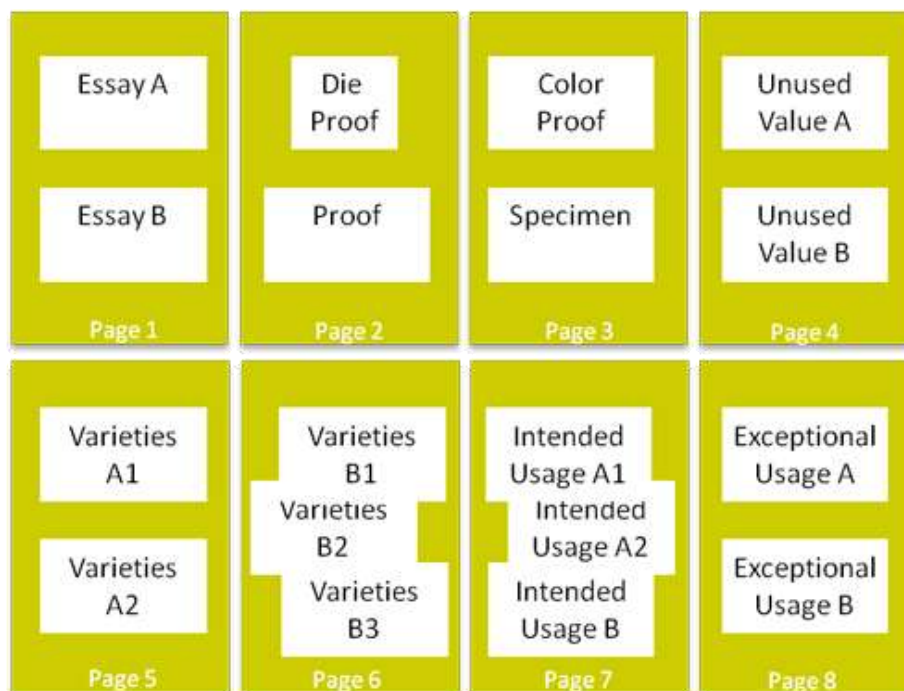 Essay A
Essay B
Page 1
Die
Proof
Proof
Page 2
Color
Proof
Specimen
Page 3
Unused
Value A
Unused
Value B
Page 4
Varieties
A1
Varieties
A2
Page 5
Varieties
B1
Varieties
B2
Varieties
B3
Page 6
Intended
Usage A1
Intended
Usage A2
Intended
Usage B
Page 7
Exceptional
Usage A
Exceptional
Usage B
Page 8